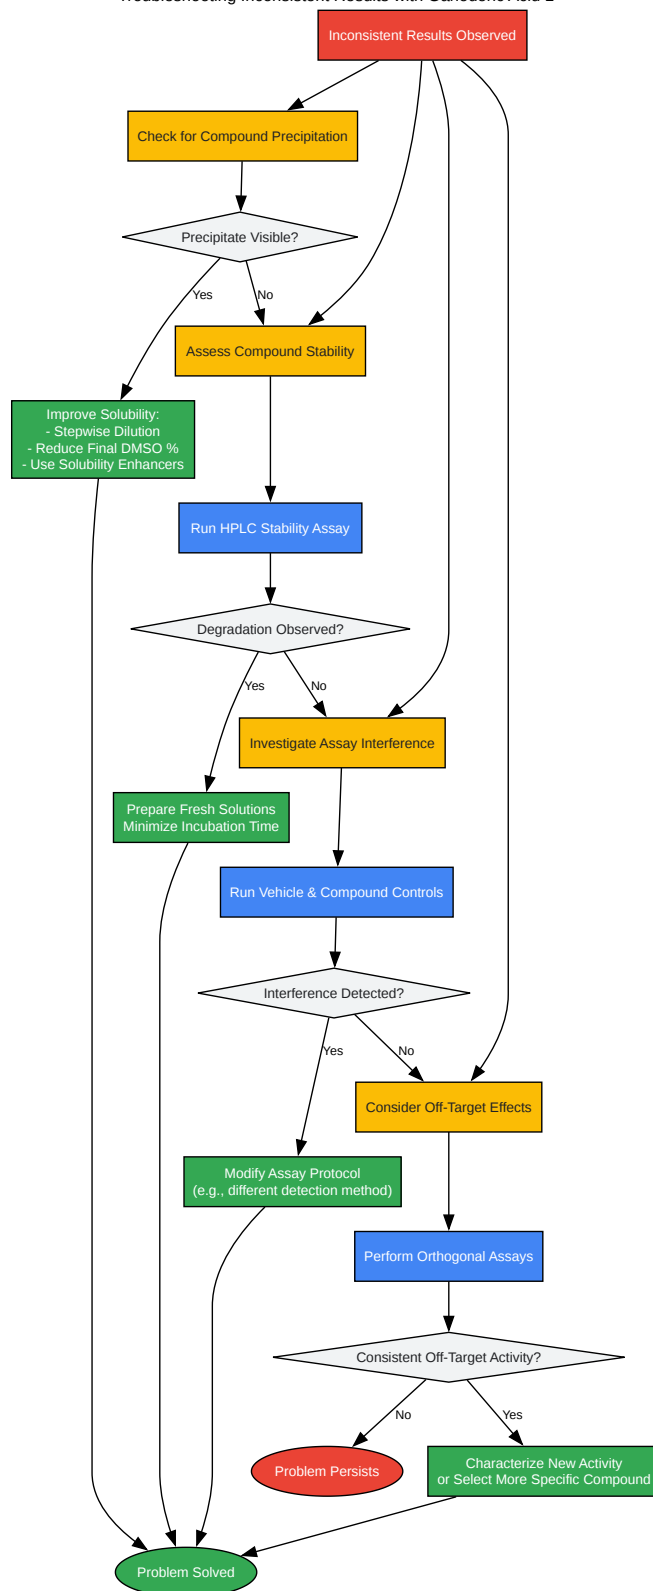 Troubleshooting Inconsistent Results with
Inconsistent Results Observed
Check for Compound Precipitation
Precipitate Visible?
Yes
No
Assess Compound Stability
Improve Solubility:
- Stepwise Dilution
- Reduce Final DMSO %
- Use Solubility Enhancers
Run HPLC Stability Assay
Degradation Observed?
Yes
No
Investigate Assay Interference
Prepare Fresh Solutions
Minimize Incubation Time
Run Vehicle & Compound Controls
Interference Detected?
Yes
No
Consider Off-Target Effects
Modify Assay Protocol
(e.g., different detection method)
Perform Orthogonal Assays
Consistent Off-Target Activity?
No
Yes
Problem Persists
Characterize New Activity
or Select More Specific Compound
Problem Solved